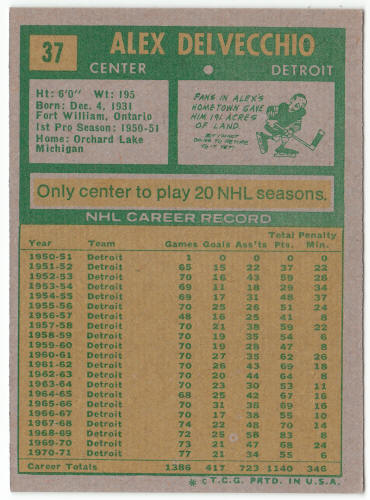 37 ALEX DELVECCHIO
CENTER DETROIT
Ht: 6'0" Wt: 195
Born: Dec. 4, 1931
Fort William, Ontario
1st Pro Season: 1950-51
Home: Orchard Lake
Michigan
FANS IN ALEX'S
HOMETOWN GAVE
HIM 19½ ACRES
OF LAND.
BUT I'M NOT
GOING TO RETIRE
TO IT YET!
Only center to play 20 NHL seasons.
NHL CAREER RECORD
Total Penalty
Year Team Games Goals Ass'ts Pts. Min.
1950-51 Detroit 1 0 0 0 0
1951-52 Detroit 65 15 22 37 22
1952-53 Detroit 70 16 43 59 28
1953-54 Detroit 69 11 18 29 34
1954-55 Detroit 69 17 31 48 37
1955-56 Detroit 70 25 26 51 24
1956-57 Detroit 48 16 25 41 8
1957-58 Detroit 70 21 38 59 22
1958-59 Detroit 70 19 35 54 6
1959-60 Detroit 70 19 28 47 8
1960-61 Detroit 70 27 35 62 26
1961-62 Detroit 70 26 43 69 18
1962-63 Detroit 70 20 44 64 8
1963-64 Detroit 70 23 30 53 11
1964-65 Detroit 68 25 42 67 16
1965-66 Detroit 70 31 38 69 16
1966-67 Detroit 70 17 38 55 10
1967-68 Detroit 74 22 48 70 14
1968-69 Detroit 72 25 58 83 8
1969-70 Detroit 73 21 47 68 24
1970-71 Detroit 77 21 34 55 6
Career Totals 1386 417 723 1140 346
* © T.C.G. PRTD. IN U.S.A.